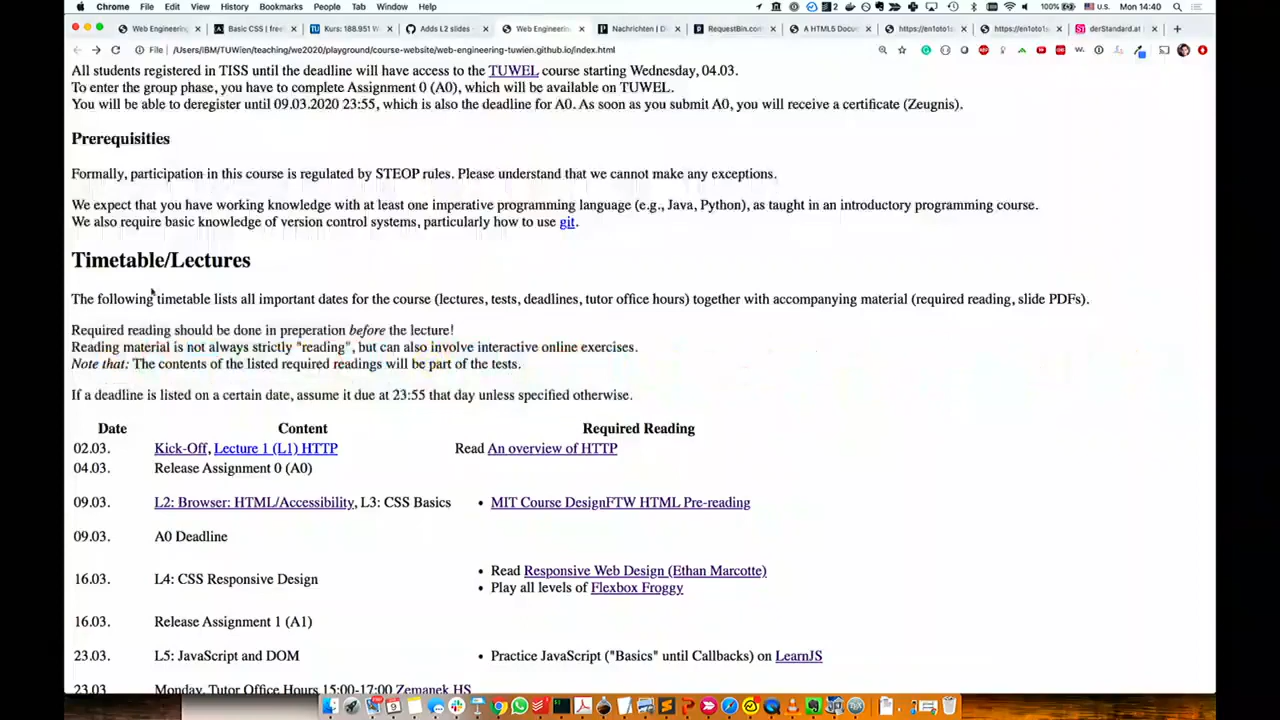 Chrome File Edit View History Bookmarks People Tab Window Help 100% U.S. Mon 14:40
Web Engineering Basic CSS | freeC Kurs: 188.951 W Adds L2 slides Web Engineerin Nachrichten | D RequestBin.com A HTML5 Docum https://en1oto1s https://en1oto1s derStandard.at
File /Users/IBM/TUWien/teaching/we2020/playground/course-website/web-engineering-tuwien.github.io/index.html
All students registered in TISS until the deadline will have access to the TUWEL course starting Wednesday, 04.03.
To enter the group phase, you have to complete Assignment 0 (A0), which will be available on TUWEL.
You will be able to deregister until 09.03.2020 23:55, which is also the deadline for A0. As soon as you submit A0, you will receive a certificate (Zeugnis).
Prerequisities
Formally, participation in this course is regulated by STEOP rules. Please understand that we cannot make any exceptions.
We expect that you have working knowledge with at least one imperative programming language (e.g., Java, Python), as taught in an introductory programming course.
We also require basic knowledge of version control systems, particularly how to use git.
Timetable/Lectures
The following timetable lists all important dates for the course (lectures, tests, deadlines, tutor office hours) together with accompanying material (required reading, slide PDFs).
Required reading should be done in preperation before the lecture!
Reading material is not always strictly "reading", but can also involve interactive online exercises.
Note that: The contents of the listed required readings will be part of the tests.
If a deadline is listed on a certain date, assume it due at 23:55 that day unless specified otherwise.
Date Content Required Reading
02.03. Kick-Off, Lecture 1 (L1) HTTP Read An overview of HTTP
04.03. Release Assignment 0 (A0)
09.03. L2: Browser: HTML/Accessibility, L3: CSS Basics • MIT Course DesignFTW HTML Pre-reading
09.03. A0 Deadline
16.03. L4: CSS Responsive Design • Read Responsive Web Design (Ethan Marcotte)
• Play all levels of Flexbox Froggy
16.03. Release Assignment 1 (A1)
23.03. L5: JavaScript and DOM • Practice JavaScript ("Basics" until Callbacks) on LearnJS
23.03. Monday, Tutor Office Hours 15:00-17:00 Zemanek HS